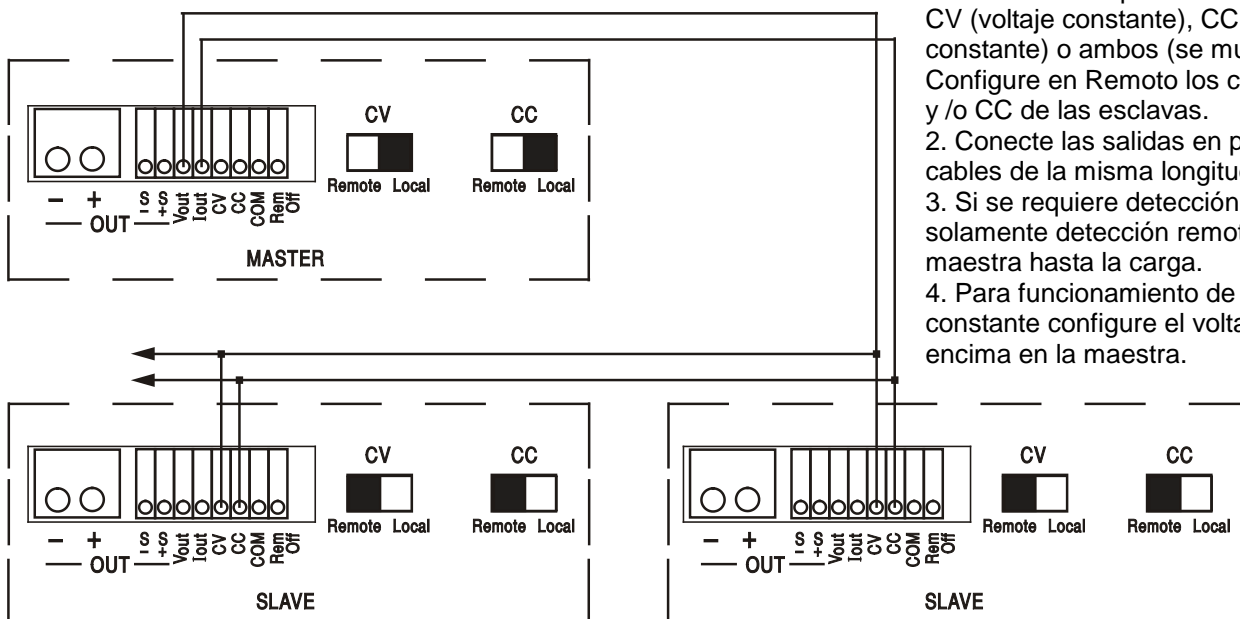 CV (voltaje constante), CC
constante) o ambos (se
Configure en Remoto los
y /o CC de las esclavas.
2. Conecte las salidas en
cables de la misma
3. Si se requiere detección
solamente detección
maestra hasta la carga.
4. Para funcionamiento de
constante configure el
encima en la maestra.
CV CC
Remote Local Remote Local
- + S - S + Vout Iout CV CC COM Rem Off
OUT
MASTER
CV CC
Remote Local Remote Local
- + S - S + Vout Iout CV CC COM Rem Off
OUT
SLAVE
CV CC
Remote Local Remote Local
- + S - S + Vout Iout CV CC COM Rem Off
OUT
SLAVE